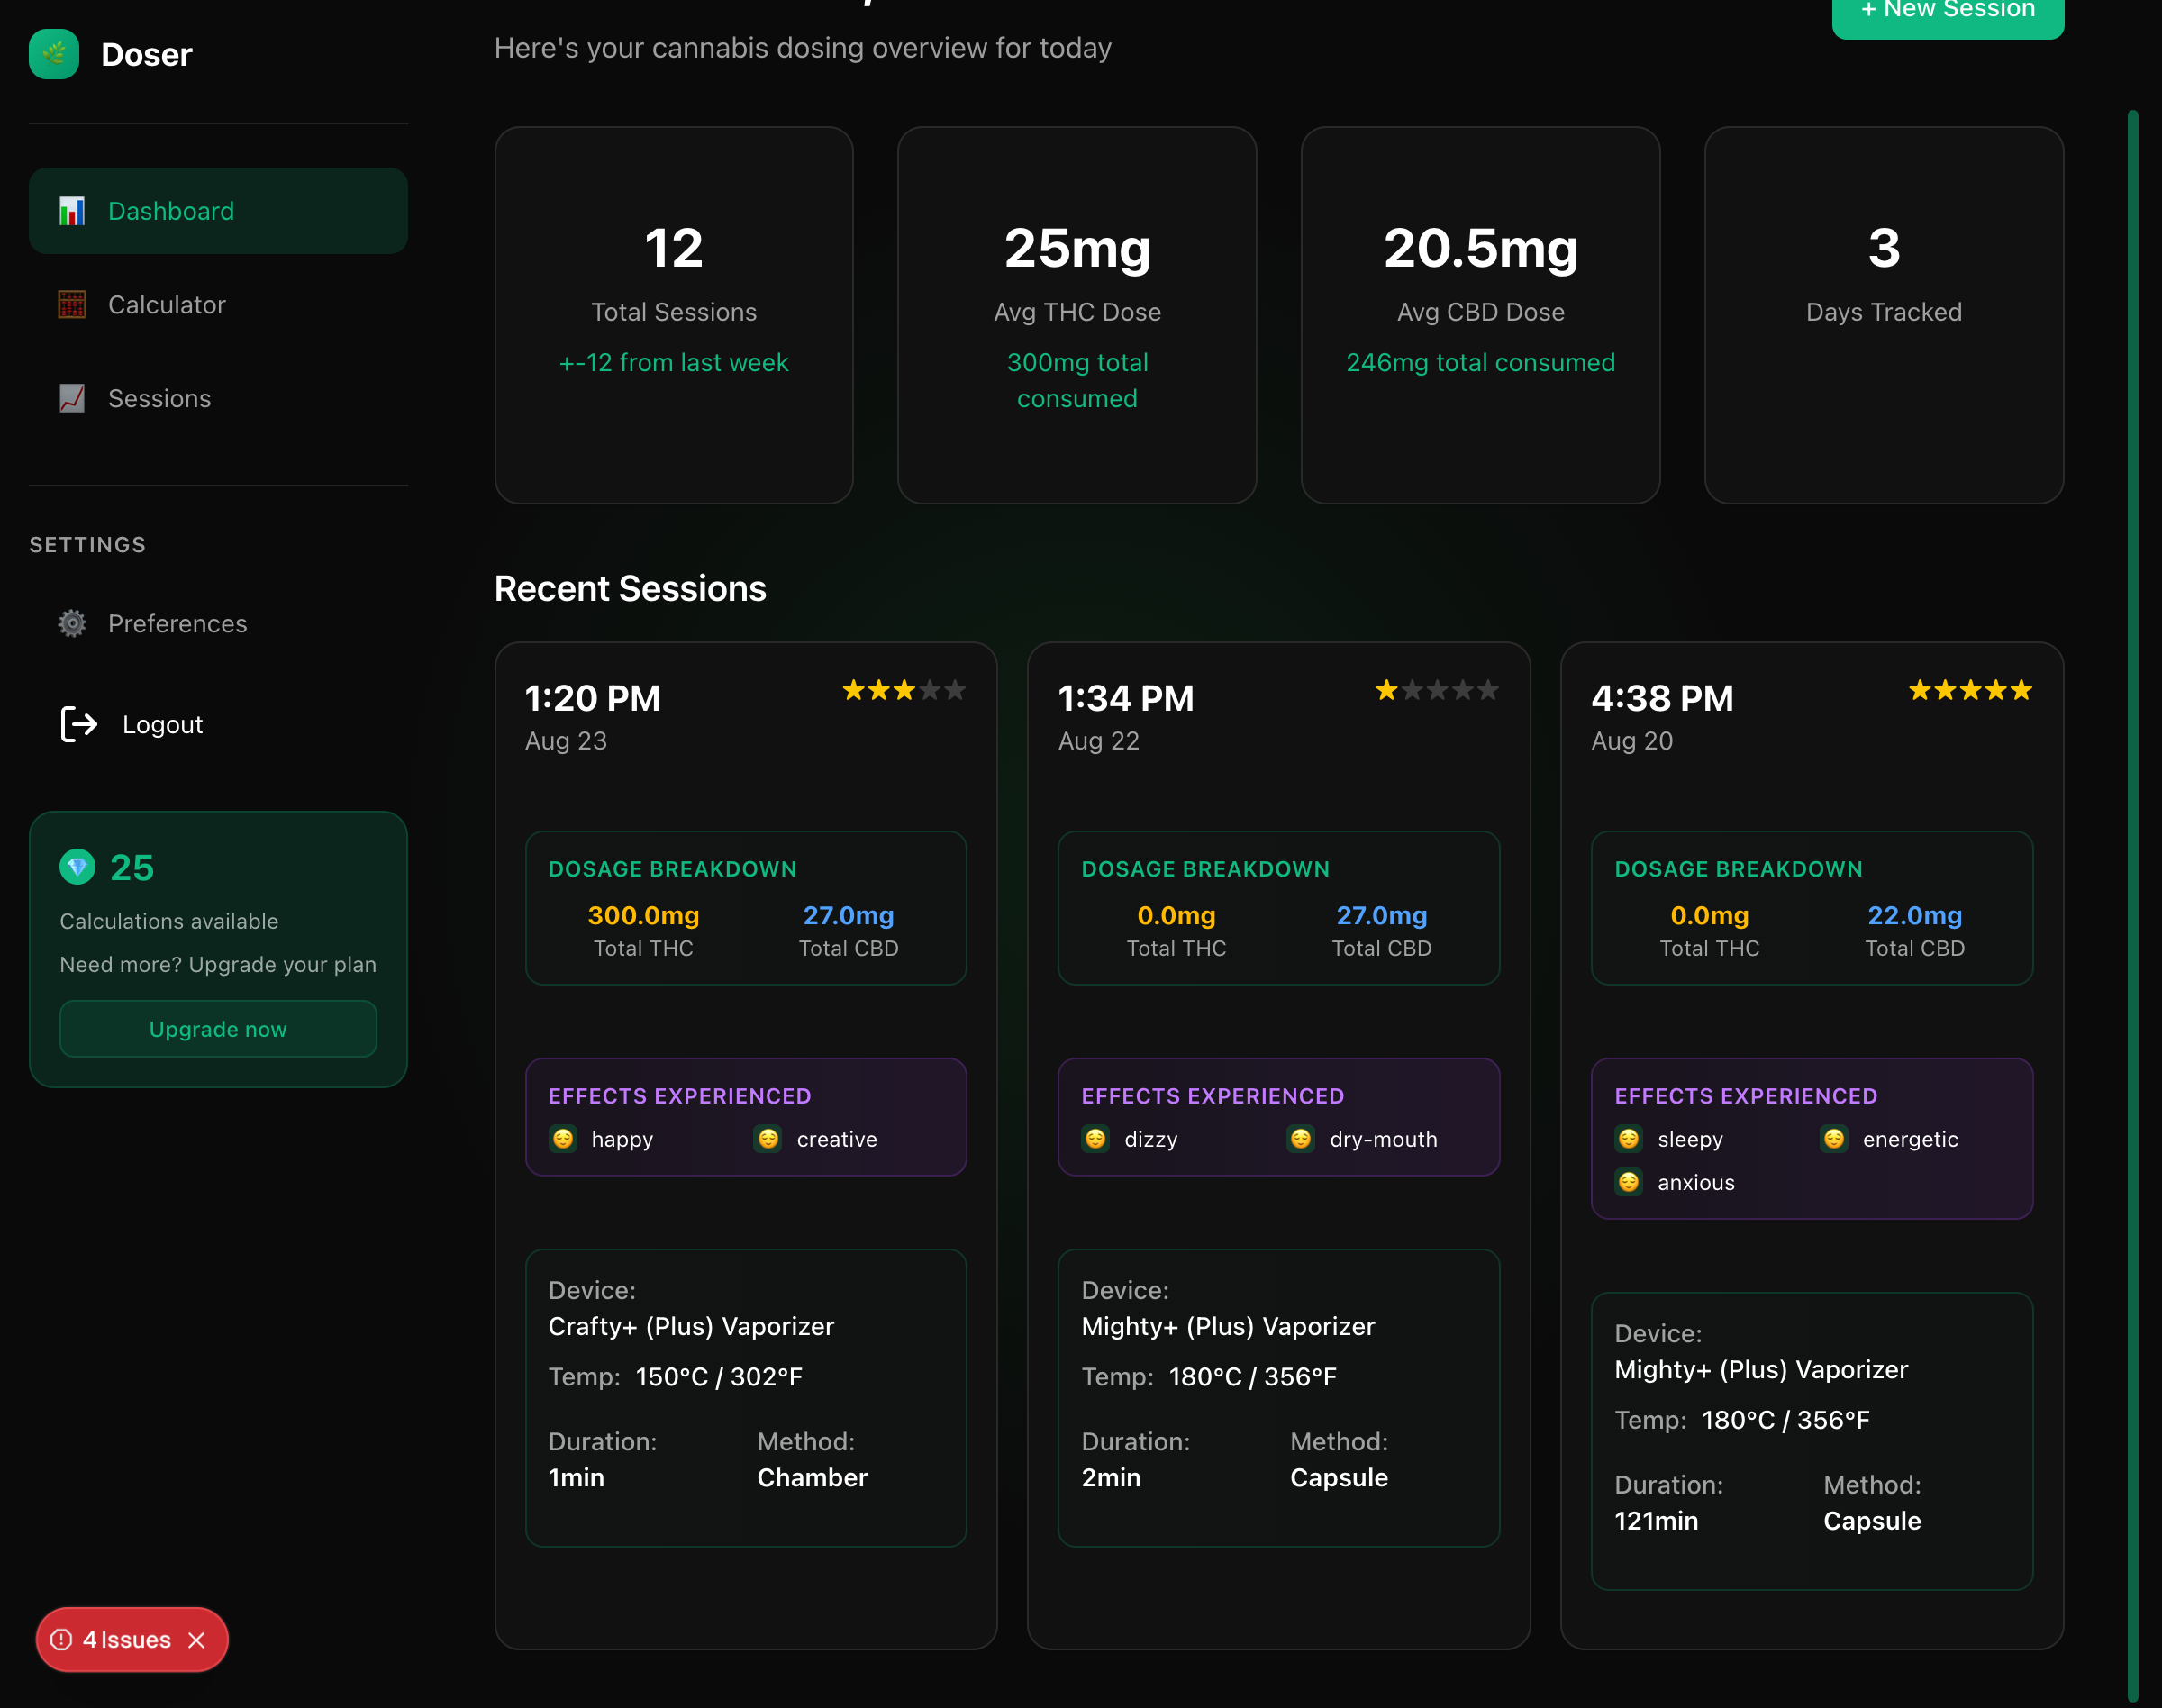 Doser
Dashboard
Calculator
Sessions
SETTINGS
Preferences
Logout
25
Calculations available
Need more? Upgrade your plan
Upgrade now
4 Issues
+ New Session
Here's your cannabis dosing overview for today
12
Total Sessions
+-12 from last week
25mg
Avg THC Dose
300mg total
consumed
20.5mg
Avg CBD Dose
246mg total consumed
3
Days Tracked
Recent Sessions
1:20 PM
Aug 23
DOSAGE BREAKDOWN
300.0mg 27.0mg
Total THC Total CBD
EFFECTS EXPERIENCED
happy creative
Device:
Crafty+ (Plus) Vaporizer
Temp: 150°C / 302°F
Duration: Method:
1min Chamber
1:34 PM
Aug 22
DOSAGE BREAKDOWN
0.0mg 27.0mg
Total THC Total CBD
EFFECTS EXPERIENCED
dizzy dry-mouth
Device:
Mighty+ (Plus) Vaporizer
Temp: 180°C / 356°F
Duration: Method:
2min Capsule
4:38 PM
Aug 20
DOSAGE BREAKDOWN
0.0mg 22.0mg
Total THC Total CBD
EFFECTS EXPERIENCED
sleepy energetic
anxious
Device:
Mighty+ (Plus) Vaporizer
Temp: 180°C / 356°F
Duration: Method:
121min Capsule